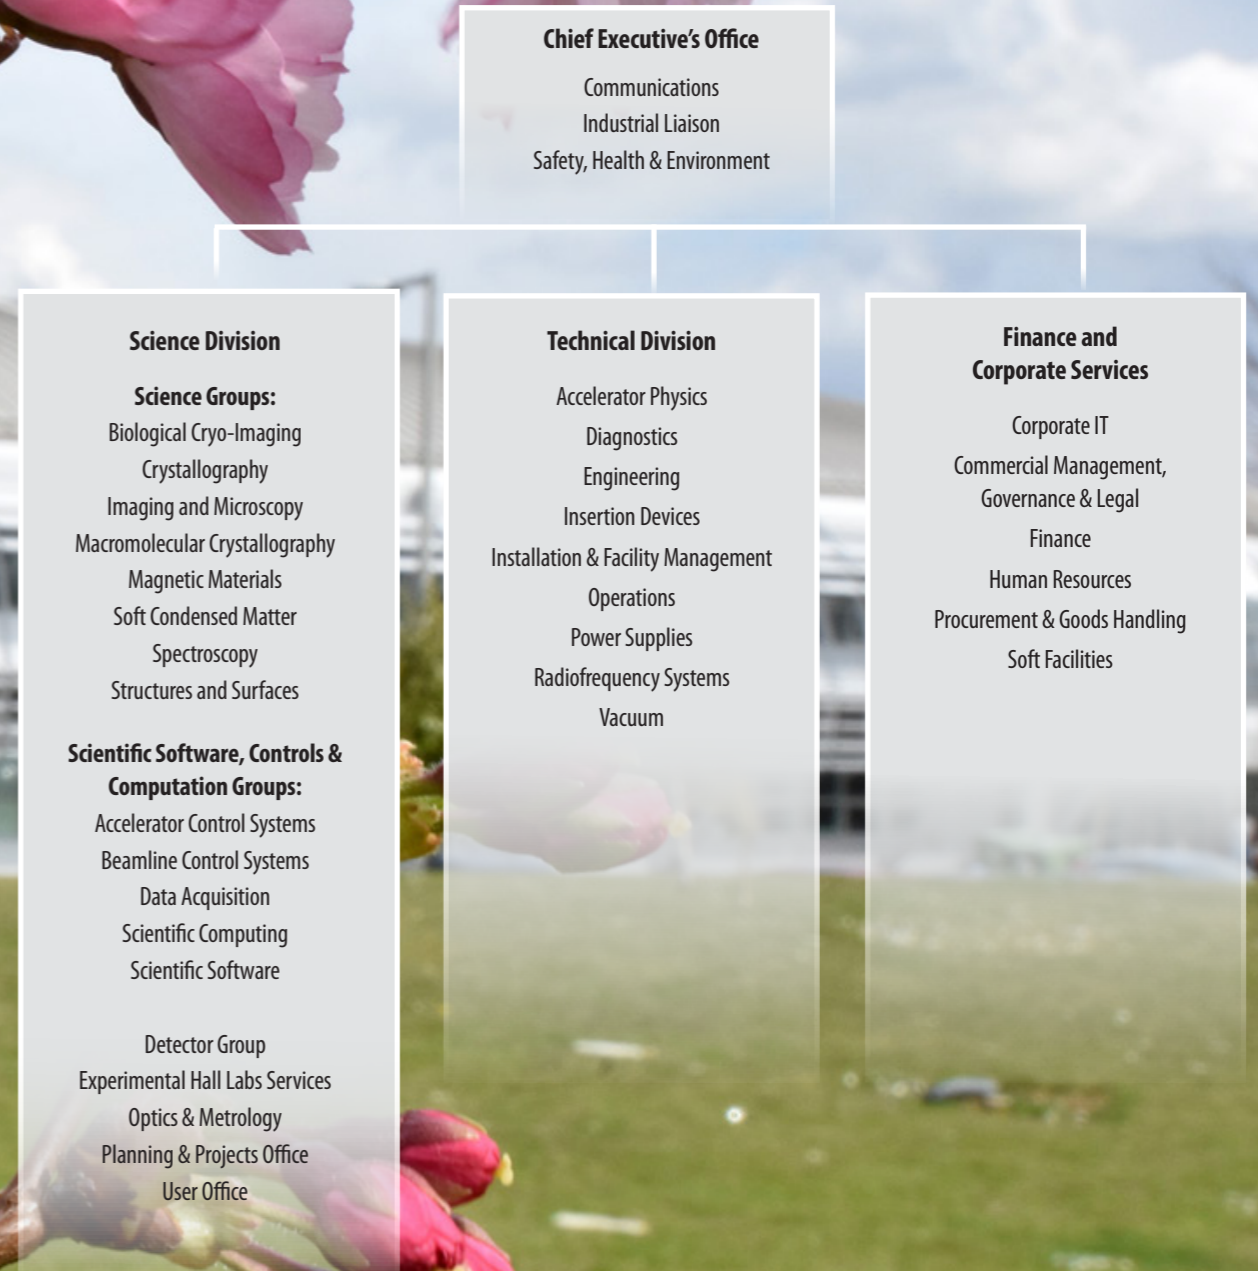 Chief Executive's Office
Communications
Industrial Liaison
Safety, Health & Environment
Science Division
Science Groups:
Biological Cryo-Imaging
Crystallography
Imaging and Microscopy
Macromolecular Crystallography
Magnetic Materials
Soft Condensed Matter
Spectroscopy
Structures and Surfaces
Scientific Software, Controls &
Computation Groups:
Accelerator Control Systems
Beamline Control Systems
Data Acquisition
Scientific Computing
Scientific Software
Detector Group
Experimental Hall Labs Services
Optics & Metrology
Planning & Projects Office
User Office
Technical Division
Accelerator Physics
Diagnostics
Engineering
Insertion Devices
Installation & Facility Management
Operations
Power Supplies
Radiofrequency Systems
Vacuum
Finance and
Corporate Services
Corporate IT
Commercial Management,
Governance & Legal
Finance
Human Resources
Procurement & Goods Handling
Soft Facilities